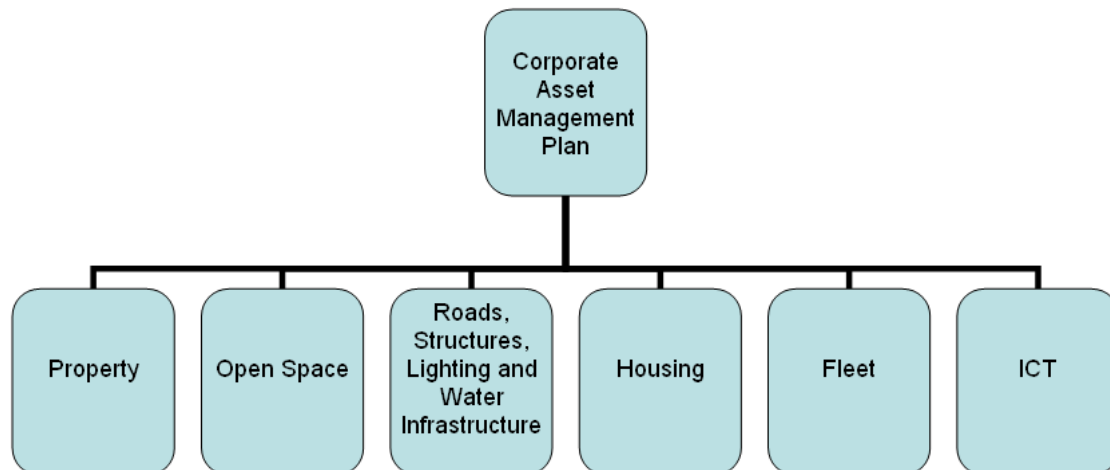 Corporate
Asset
Management
Plan
Property
Open Space
Roads,
Structures,
Lighting and
Water
Infrastructure
Housing
Fleet
ICT